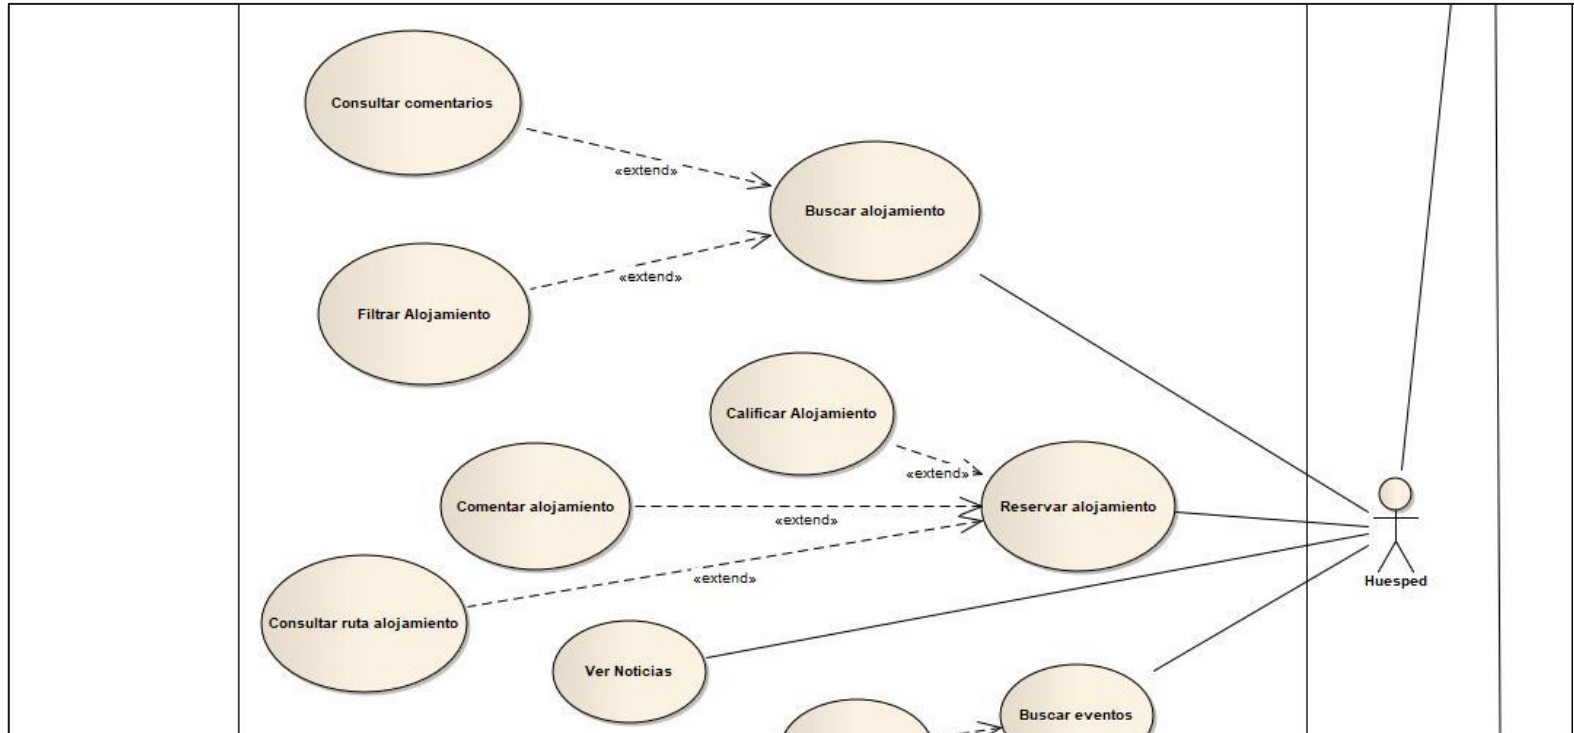 Consultar comentarios
«extend»
Buscar alojamiento
«extend»
Filtrar Alojamiento
Calificar Alojamiento
«extend»
Comentar alojamiento
«extend»
Reservar alojamiento
«extend»
Huesped
Consultar ruta alojamiento
Ver Noticias
Buscar eventos